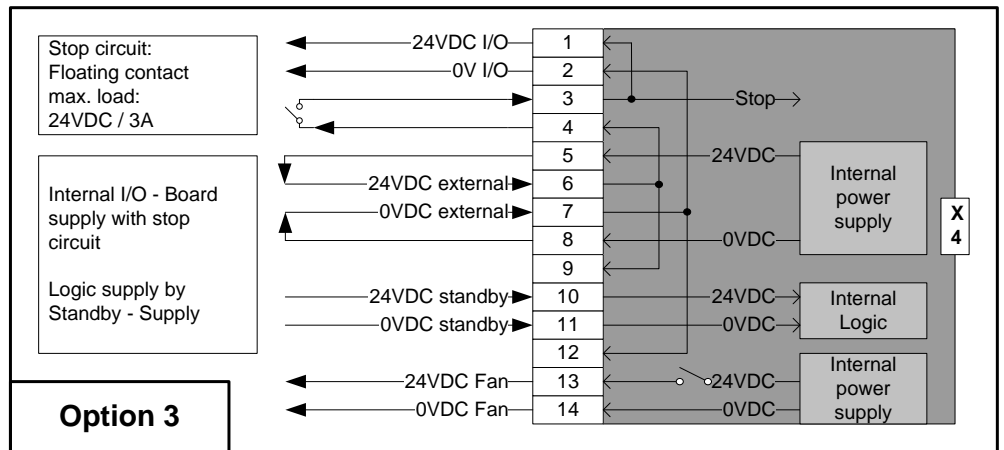 Stop circuit:
Floating contact
max. load:
24VDC / 3A
Internal I/O - Board
supply with stop
circuit
Logic supply by
Standby - Supply
Option 3
24VDC I/O 1
0V I/O 2
3 Stop
4
5 24VDC
24VDC external 6
0VDC external 7
8 0VDC
9
24VDC standby 10 24VDC
0VDC standby 11 0VDC
12
24VDC Fan 13 24VDC
0VDC Fan 14 0VDC
Internal
power
supply
Internal
Logic
Internal
power
supply
X
4